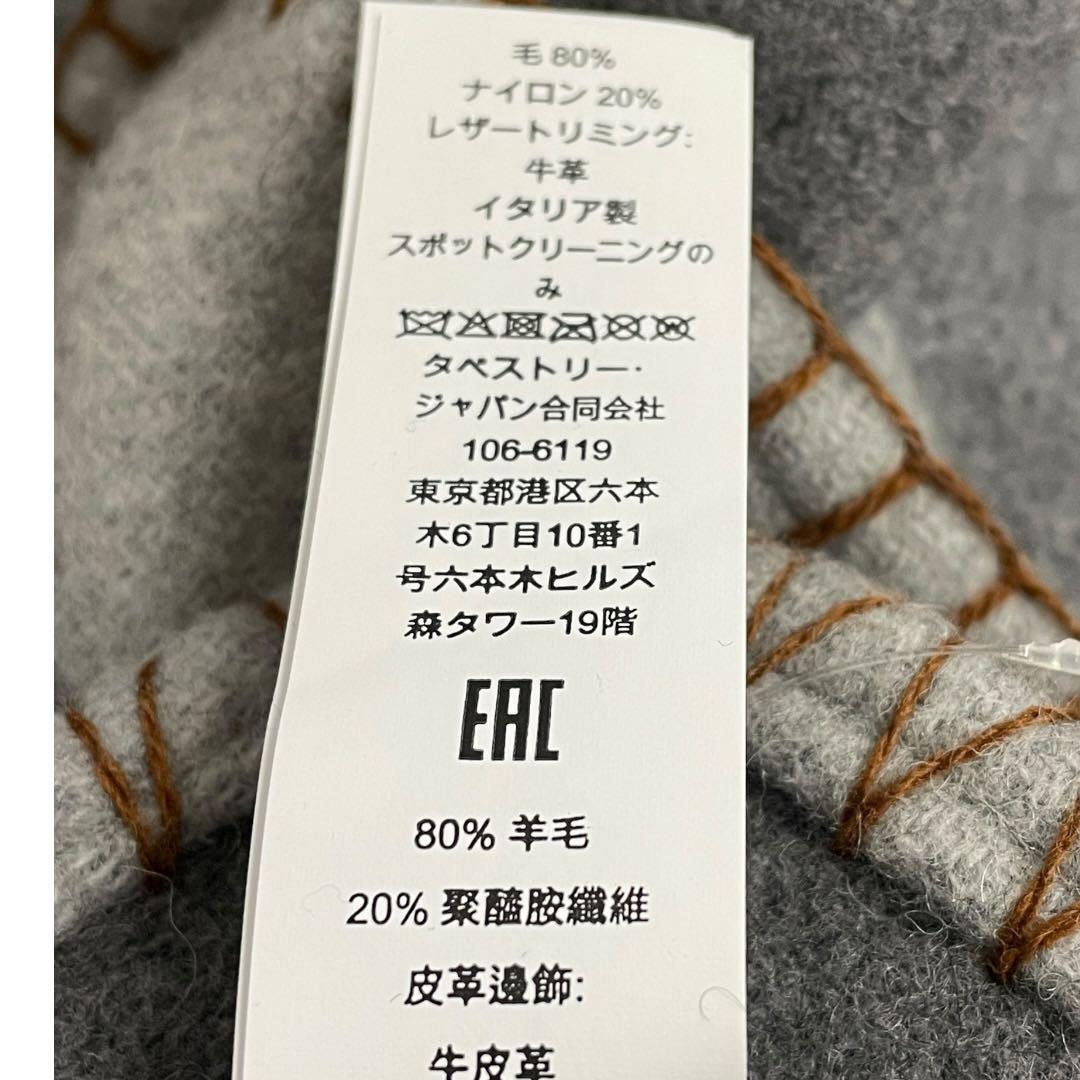 毛 80%
ナイロン 20%
レザートリミング:
牛革
イタリア製
スポットクリーニングの
み
タペストリー・
ジャパン合同会社
106-6119
東京都港区六本
木6丁目10番1
号六本木ヒルズ
森タワー19階
EAC
80% 羊毛
20% 聚醯胺纖維
皮革邊飾:
牛皮革